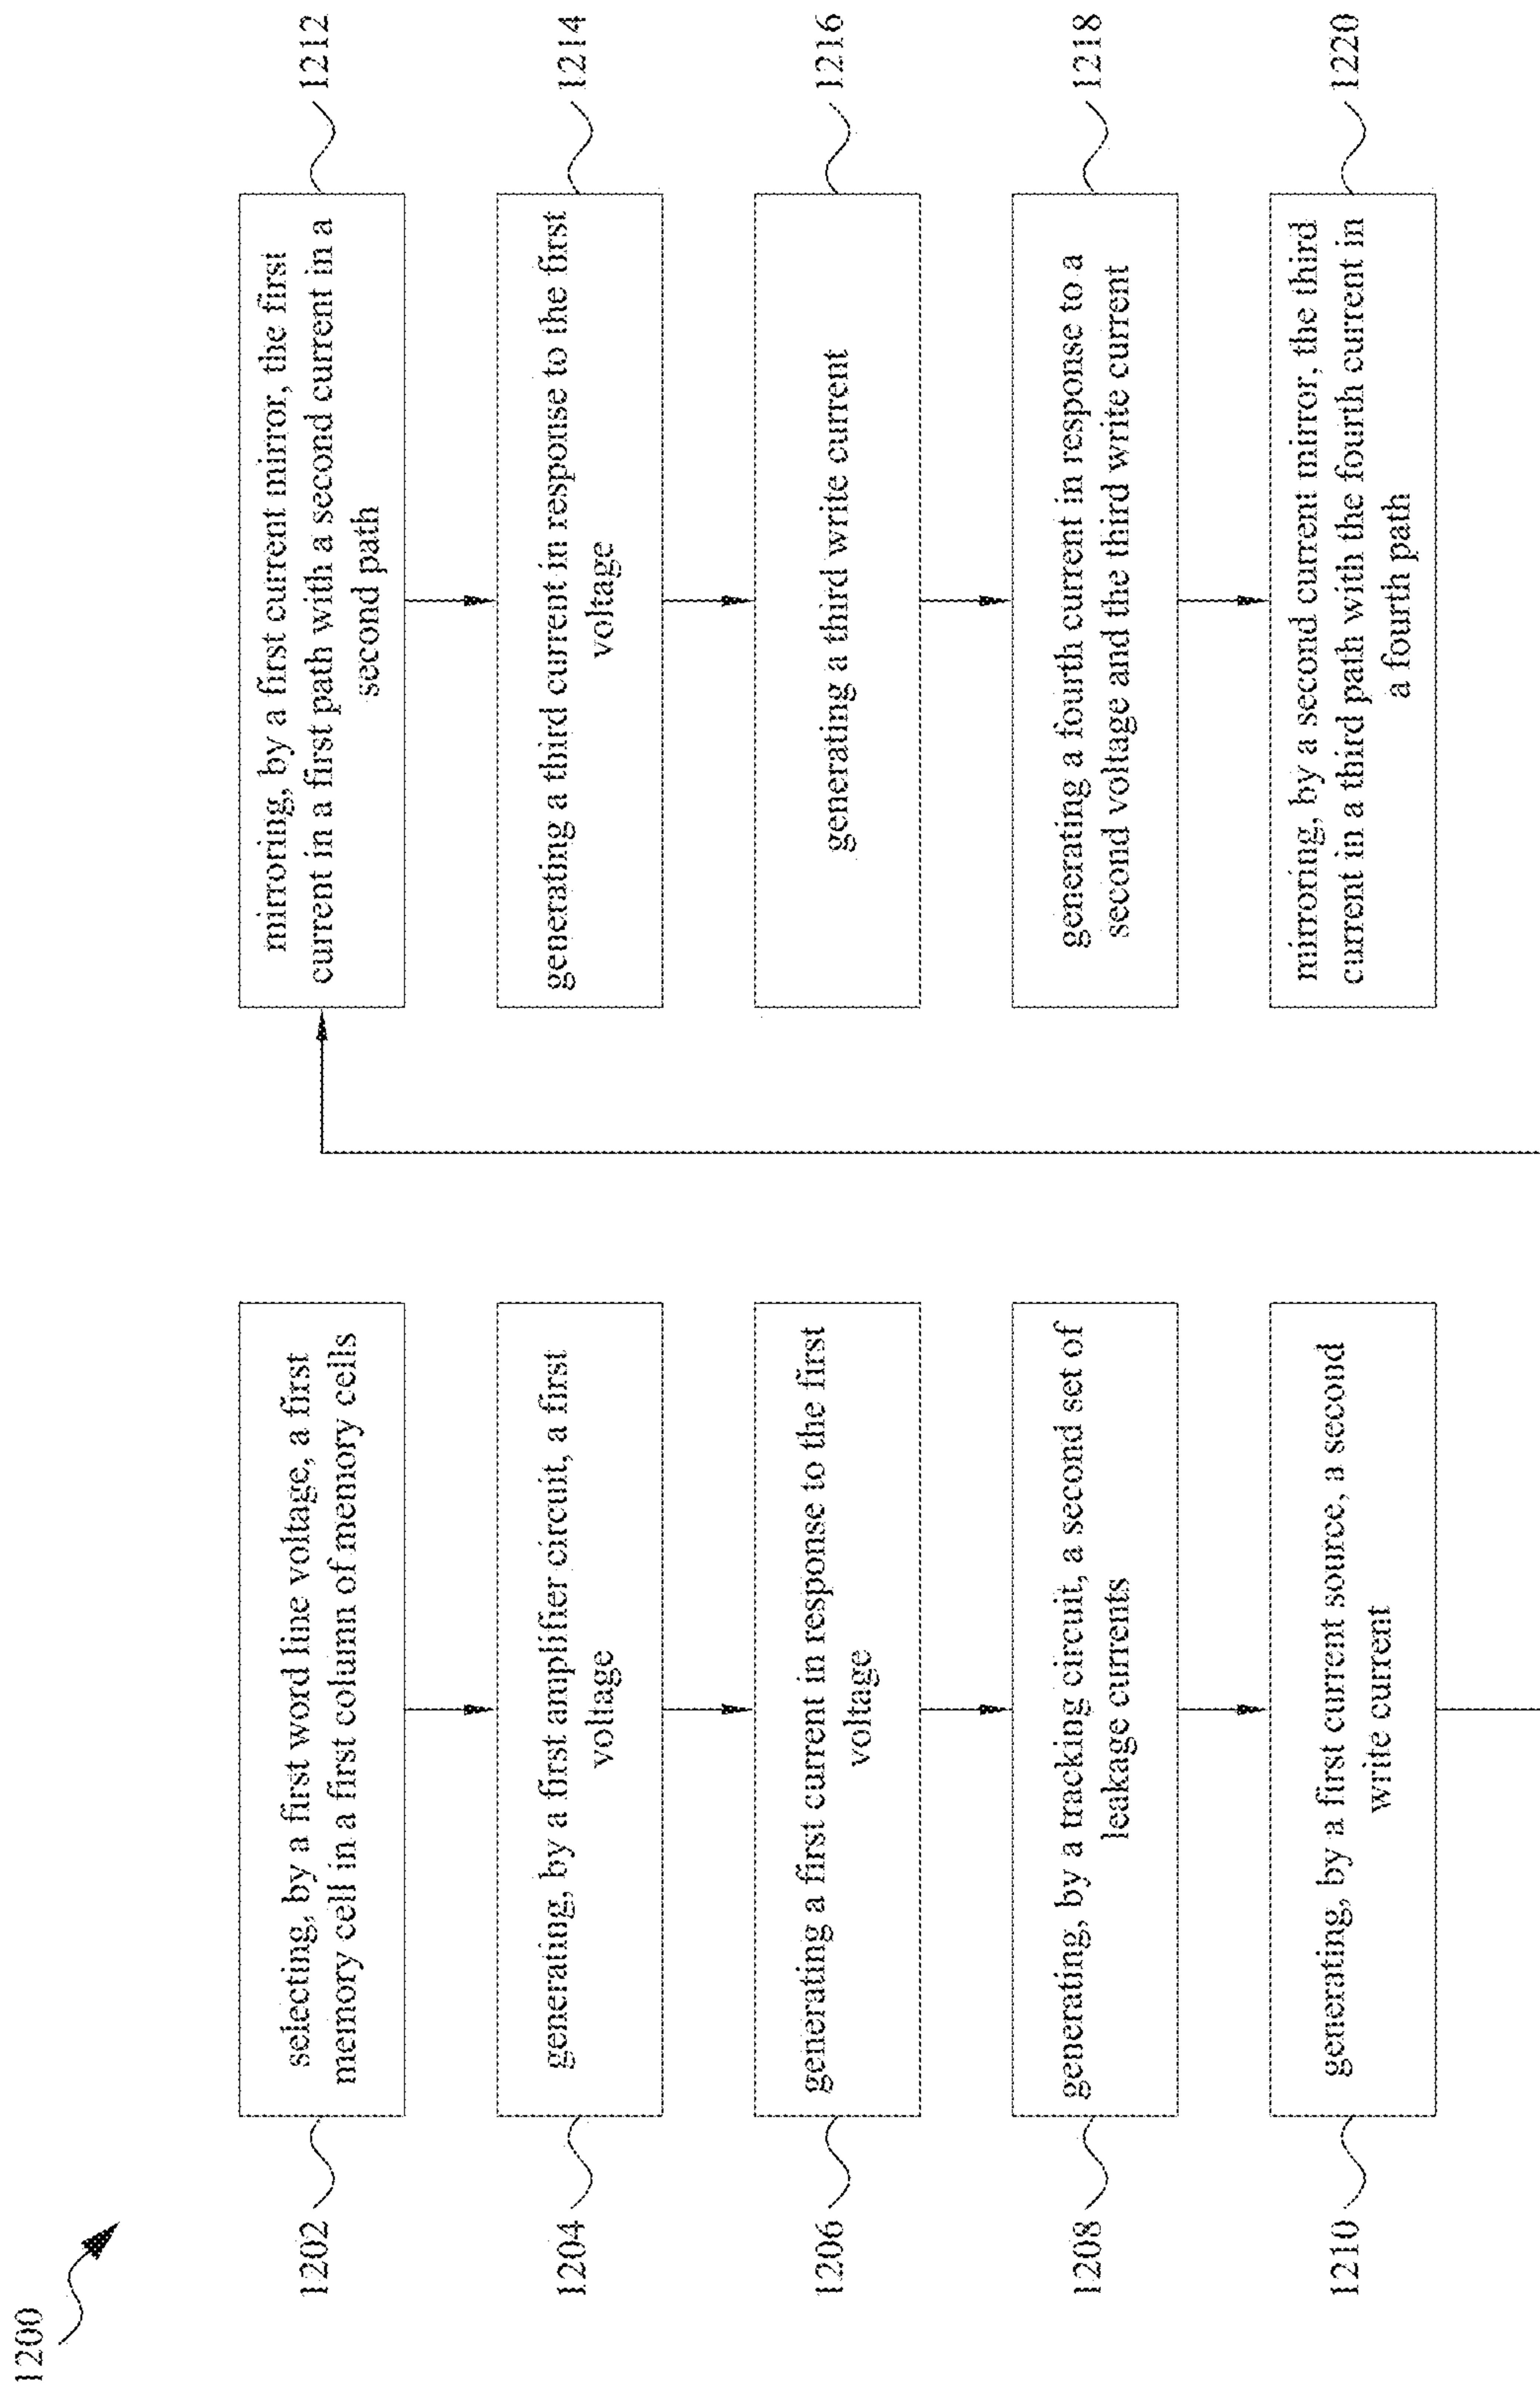 1200
1202
selecting, by a first word line voltage, a first
memory cell in a first column of memory cells
1204
generating, by a first amplifier circuit, a first
voltage
1206
generating a first current in response to the first
voltage
1208
generating, by a tracking circuit, a second set of
leakage currents
1210
generating, by a first current source, a second
write current
1212
mirroring, by a first current mirror, the first
current in a first path with a second current in a
second path
1214
generating a third current in response to the first
voltage
1216
generating a third write current
1218
generating a fourth current in response to a
second voltage and the third write current
1220
mirroring, by a second current mirror, the third
current in a third path with the fourth current in
a fourth path